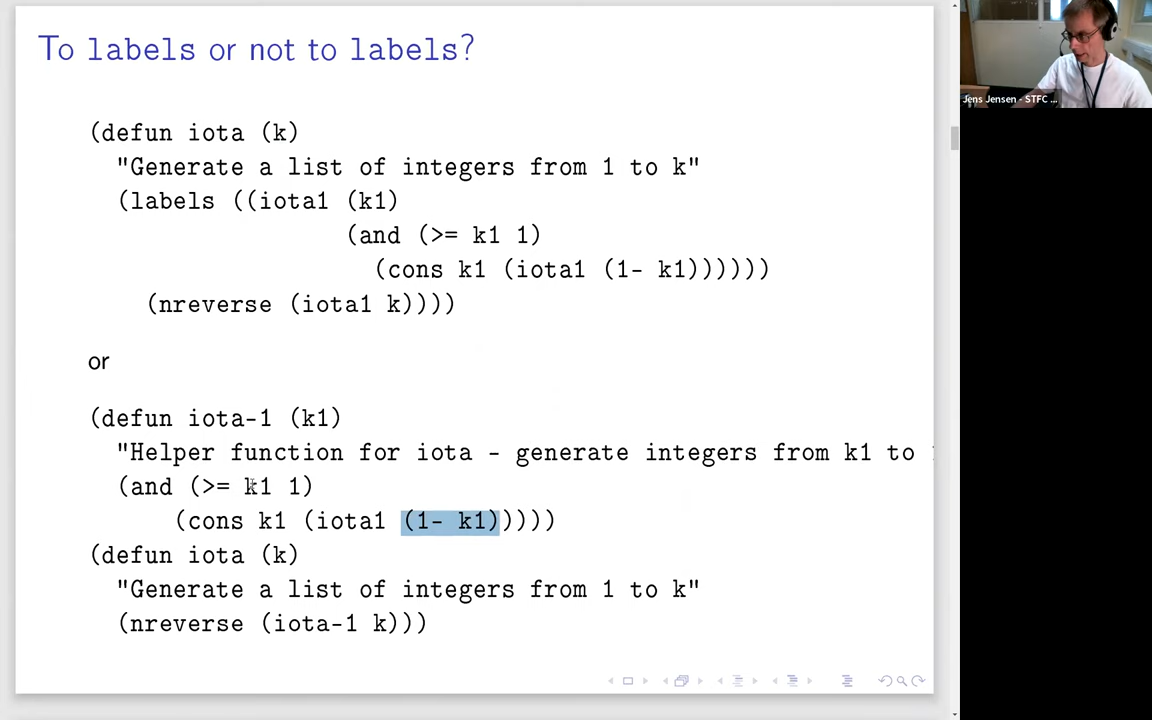 To labels or not to labels?
(defun iota (k)
"Generate a list of integers from 1 to k"
(labels ((iota1 (k1)
(and (>= k1 1)
(cons k1 (iota1 (1- k1))))))
(nreverse (iota1 k))))
or
(defun iota-1 (k1)
"Helper function for iota - generate integers from k1 to
(and (>= k1 1)
(cons k1 (iota1 (1- k1)))))
(defun iota (k)
"Generate a list of integers from 1 to k"
(nreverse (iota-1 k)))
Jens Jensen - STFC ...